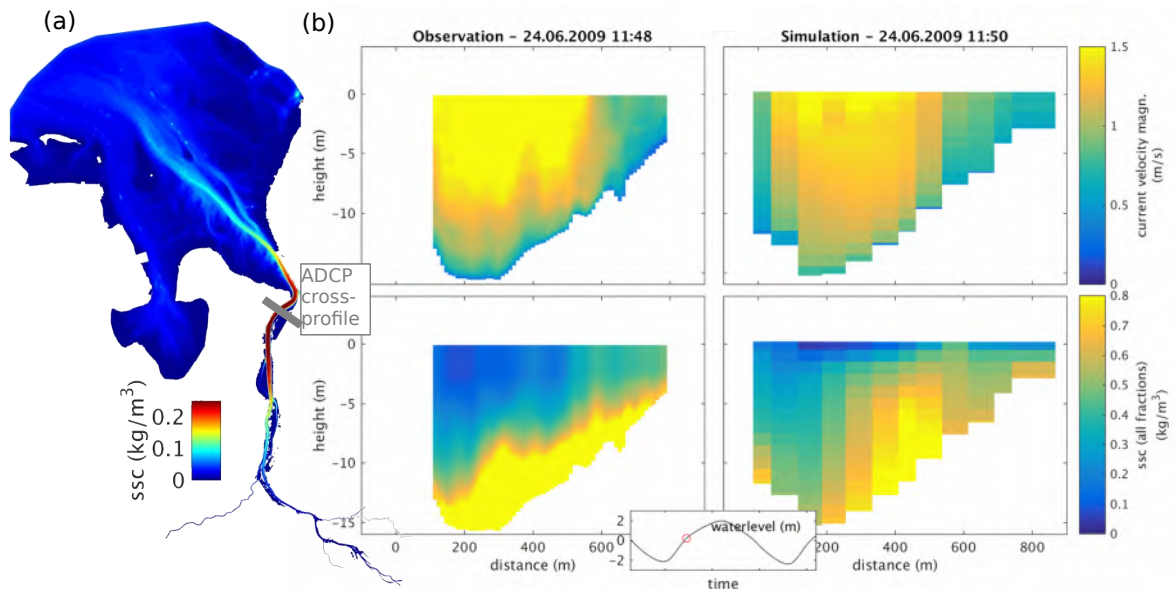 (a)
(b)
Observation - 24.06.2009 11:48
Simulation - 24.06.2009 11:50
0
-5
-10
-15
height (m)
1.5
1
0.5
0
current velocity magn.
(m/s)
ADCP
cross-
profile
0
-5
-10
-15
height (m)
0
200
400
600
distance (m)
200
400
600
800
distance (m)
0.8
0.7
0.6
0.5
0.4
0.3
0.2
0.1
0
ssc (all fractions)
(kg/m³)
ssc (kg/m³)
0.2
0.1
0
waterlevel (m)
2
0
-2
time